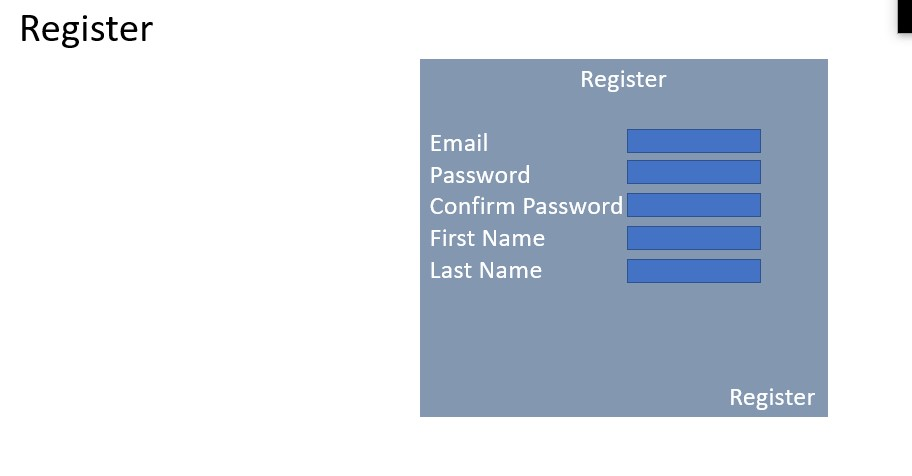 Register
Register
Email
Password
Confirm Password
First Name
Last Name
Register